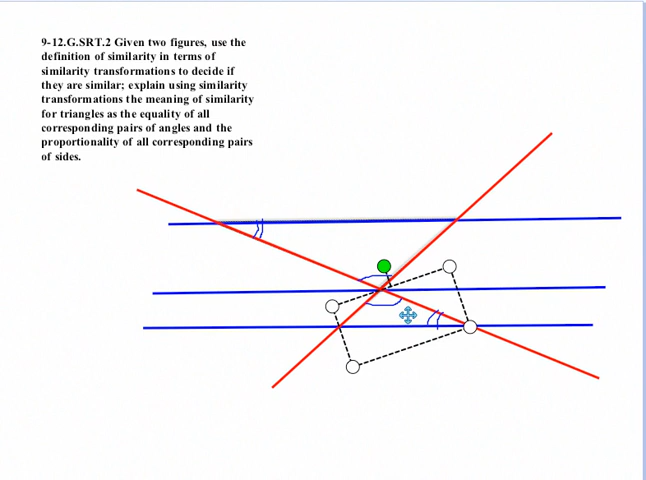 9-12.G.SRT.2 Given two figures, use the
definition of similarity in terms of
similarity transformations to decide if
they are similar; explain using similarity
transformations the meaning of similarity
for triangles as the equality of all
corresponding pairs of angles and the
proportionality of all corresponding pairs
of sides.